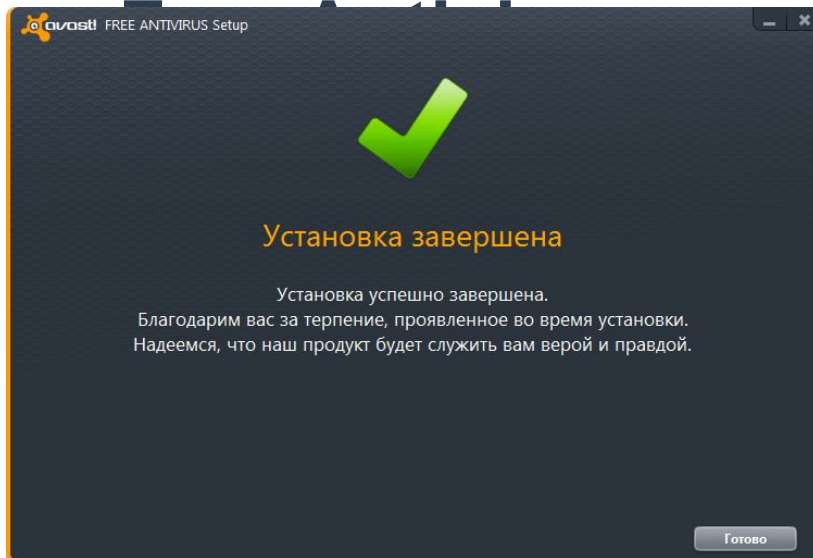 avast! FREE ANTIVIRUS Setup
Установка завершена
Установка успешно завершена.
Благодарим вас за терпение, проявленное во время установки.
Надеемся, что наш продукт будет служить вам верой и правдой.
Готово